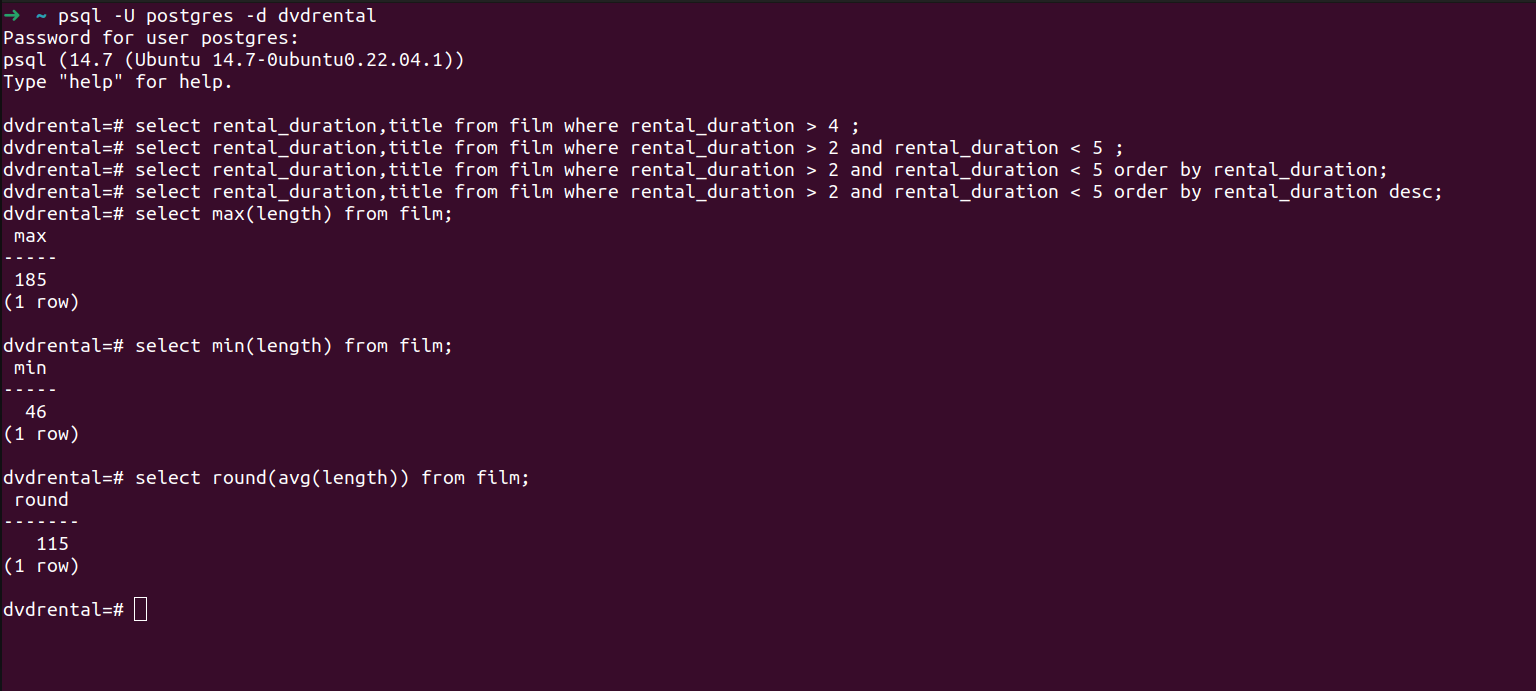 ➜ ~ psql -U postgres -d dvdrental
Password for user postgres:
psql (14.7 (Ubuntu 14.7-0ubuntu0.22.04.1))
Type "help" for help.

dvdrental=# select rental_duration,title from film where rental_duration > 4 ;
dvdrental=# select rental_duration,title from film where rental_duration > 2 and rental_duration < 5 ;
dvdrental=# select rental_duration,title from film where rental_duration > 2 and rental_duration < 5 order by rental_duration;
dvdrental=# select rental_duration,title from film where rental_duration > 2 and rental_duration < 5 order by rental_duration desc;
dvdrental=# select max(length) from film;
 max
-----
 185
(1 row)

dvdrental=# select min(length) from film;
 min
-----
  46
(1 row)

dvdrental=# select round(avg(length)) from film;
 round
-------
   115
(1 row)

dvdrental=#